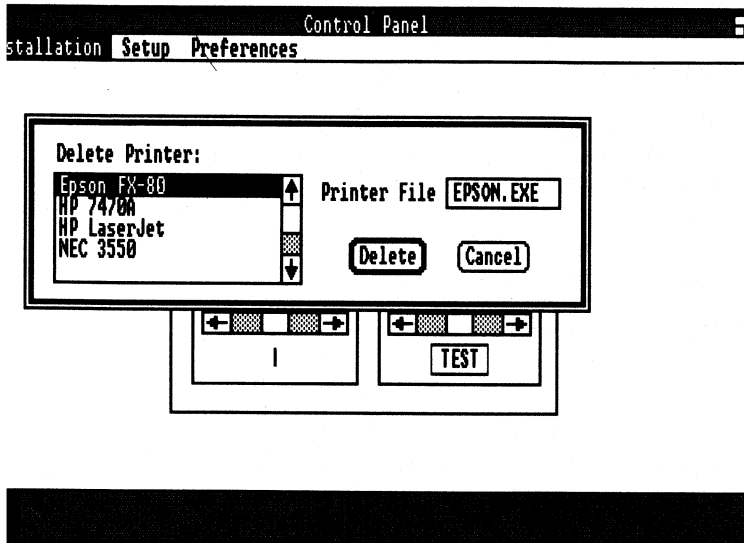 Control Panel
stallation Setup Preferences
Delete Printer:
Epson FX-80
HP 7470A
HP LaserJet
NEC 3550
Printer File EPSON.EXE
Delete Cancel
TEST